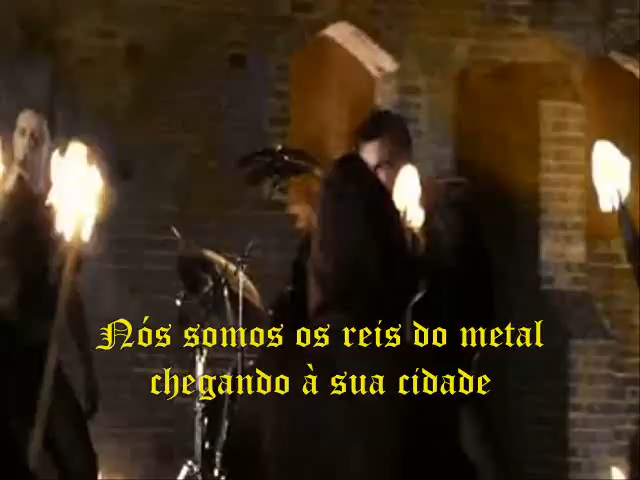 Nós somos os reis do metal
chegando à sua cidade